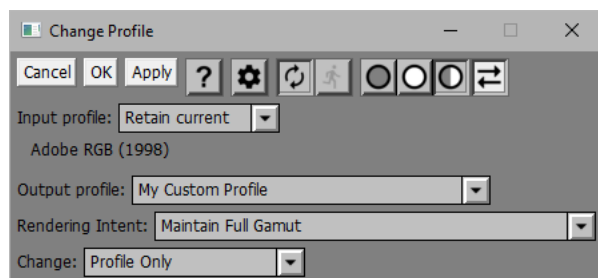 Change Profile
Cancel OK Apply ?
Input profile: Retain current
Adobe RGB (1998)
Output profile: My Custom Profile
Rendering Intent: Maintain Full Gamut
Change: Profile Only